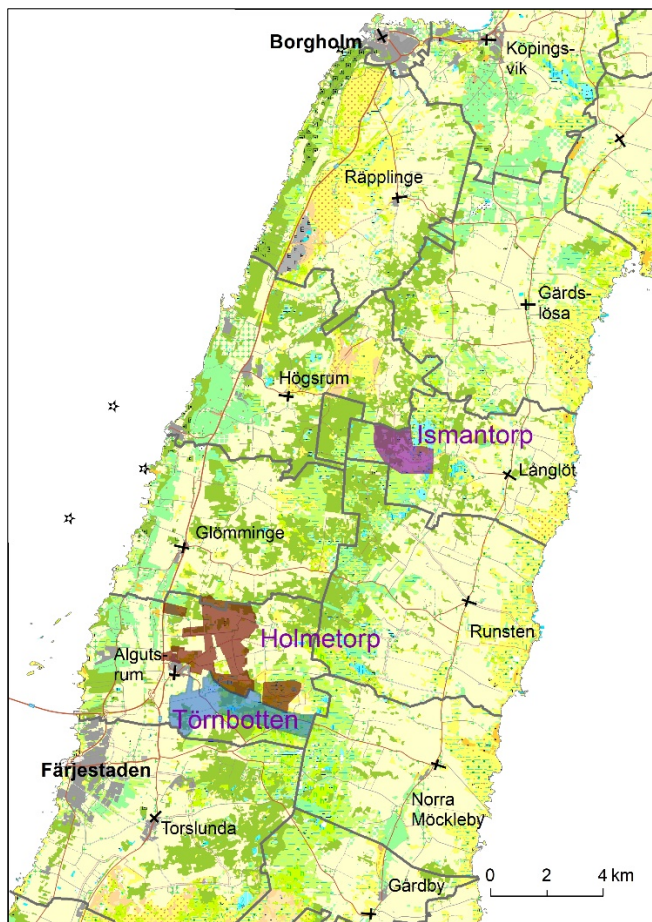 Borgholm
Köpings-
vik
Räpplinge
Gärds-
lösa
Högsrum
Ismantorp
Långlöt
Glömminge
Holmetorp
Runsten
Alguts-
rum
Törnbotten
Färjestaden
Norra
Möckleby
Torslunda
Gårdby
0 4 km